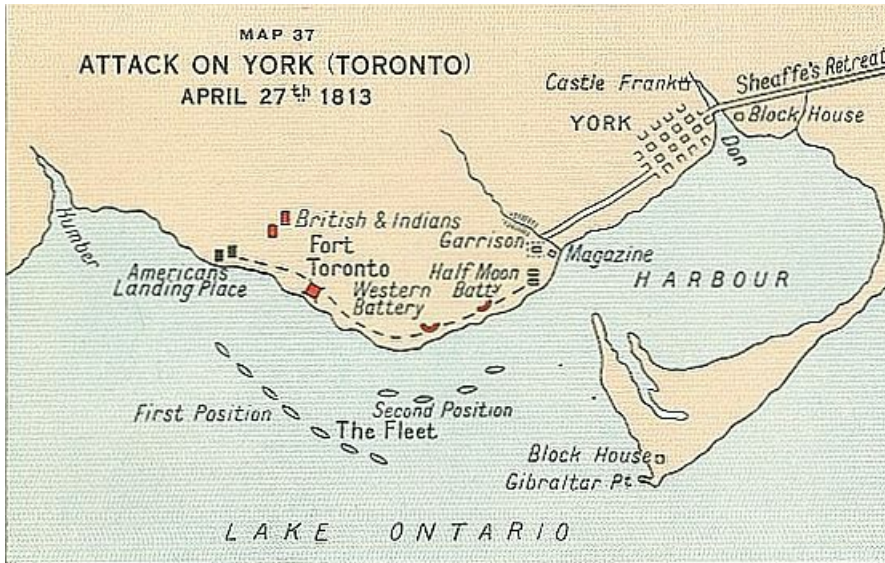 MAP 37
ATTACK ON YORK (TORONTO)
APRIL 27th 1813
Castle Frank
Sheaffe's Retreat
YORK
Block House
Don
Humber
British & Indians
Garrison
Magazine
Fort
Toronto
Americans
Landing Place
Western
Battery
Half Moon
Batty
HARBOUR
First Position
Second Position
The Fleet
Block House
Gibraltar Pt.
LAKE ONTARIO